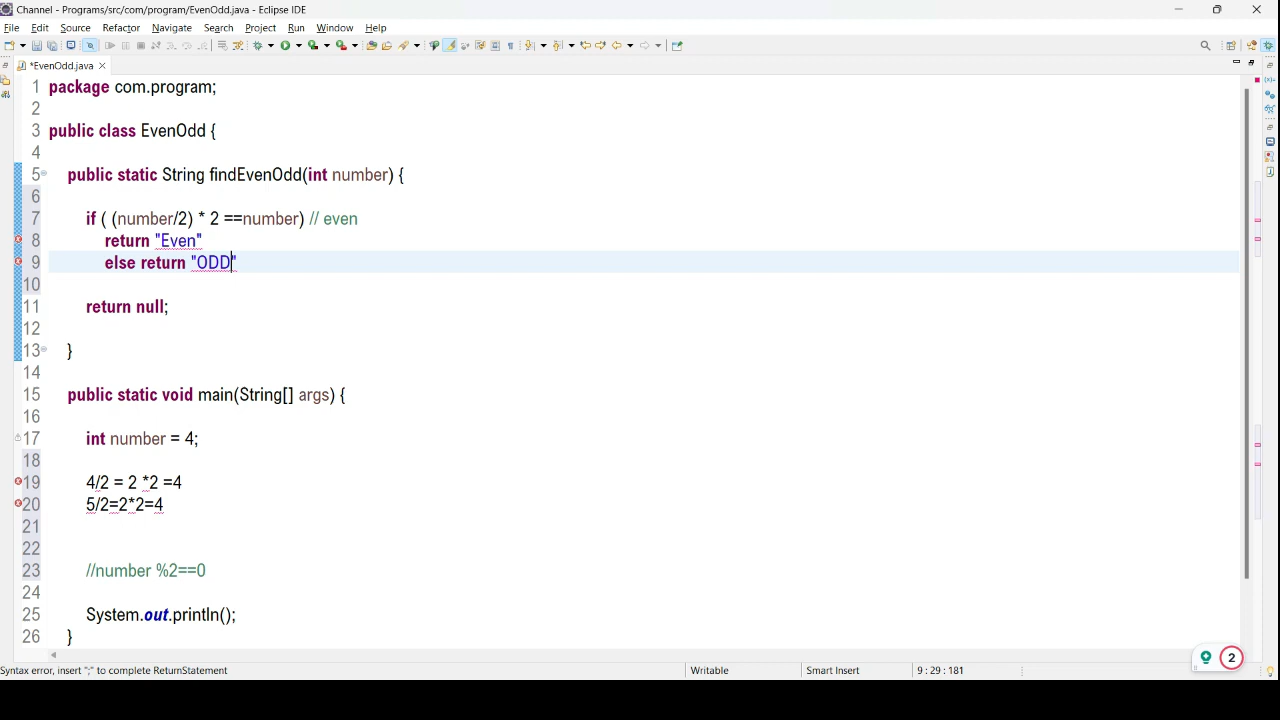 Channel - Programs/src/com/program/EvenOdd.java - Eclipse IDE
File Edit Source Refactor Navigate Search Project Run Window Help
*EvenOdd.java
1 package com.program;
2
3 public class EvenOdd {
4
5 public static String findEvenOdd(int number) {
6
7 if ( (number/2) * 2 ==number) // even
8 return "Even"
9 else return "ODD"
10
11 return null;
12
13 }
14
15 public static void main(String[] args) {
16
17 int number = 4;
18
19 4/2 = 2 *2 =4
20 5/2=2*2=4
21
22
23 //number %2==0
24
25 System.out.println();
26 }
Syntax error, insert ";" to complete ReturnStatement Writable Smart Insert 9 : 29 : 181
2